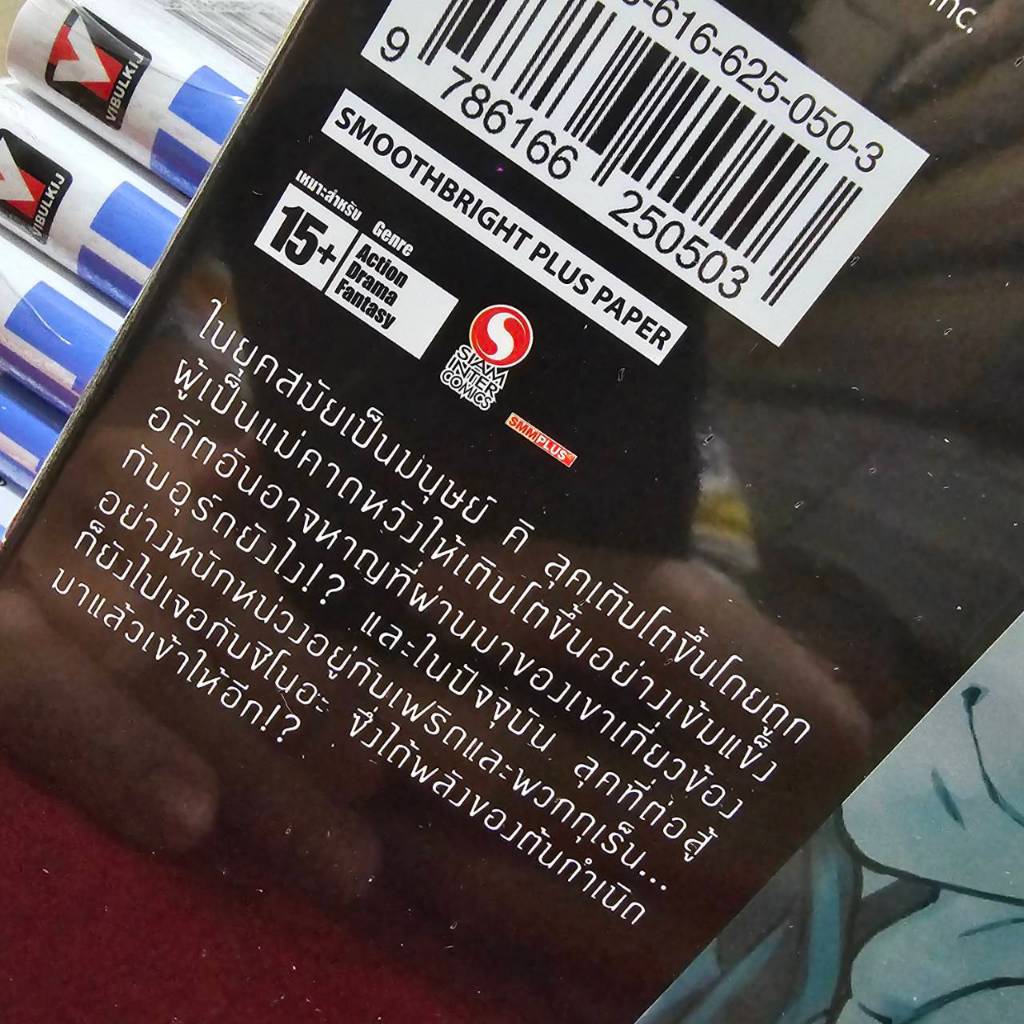 nc.
-616-625-050-3
9 786166 250503
SMOOTHBRIGHT PLUS PAPER
เหมาะสำหรับ
15+
Genre
Action
Drama
Fantasy
SIAM
INTER
COMICS
SMMPLUS
ในยุคสมัยเป็นมนุษย์ คิ ลุคเติบโตขึ้นโดยถูก
ผู้เป็นแม่คาดหวังให้เติบโตขึ้นอย่างเข้มแข็ง
อดีตอันอาจหาญที่ผ่านมาของเขาเกี่ยวข้อง
กับอุร์ดยังไง!? และในปัจจุบัน ลุคที่ต่อสู้
อย่างหนักหน่วงอยู่กับเฟริดและพวกกุเร็น...
ก็ยังไปเจอกับชิโนอะ ซึ่งได้พลังของต้นกำเนิด
มาแล้วเข้าให้อีก!?
VIBULKIJ
VIBULKIJ